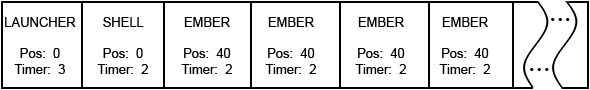 LAUNCHER SHELL EMBER EMBER EMBER EMBER
Pos: 0 Pos: 0 Pos: 40 Pos: 40 Pos: 40 Pos: 40
Timer: 3 Timer: 2 Timer: 2 Timer: 2 Timer: 2 Timer: 2
...
...